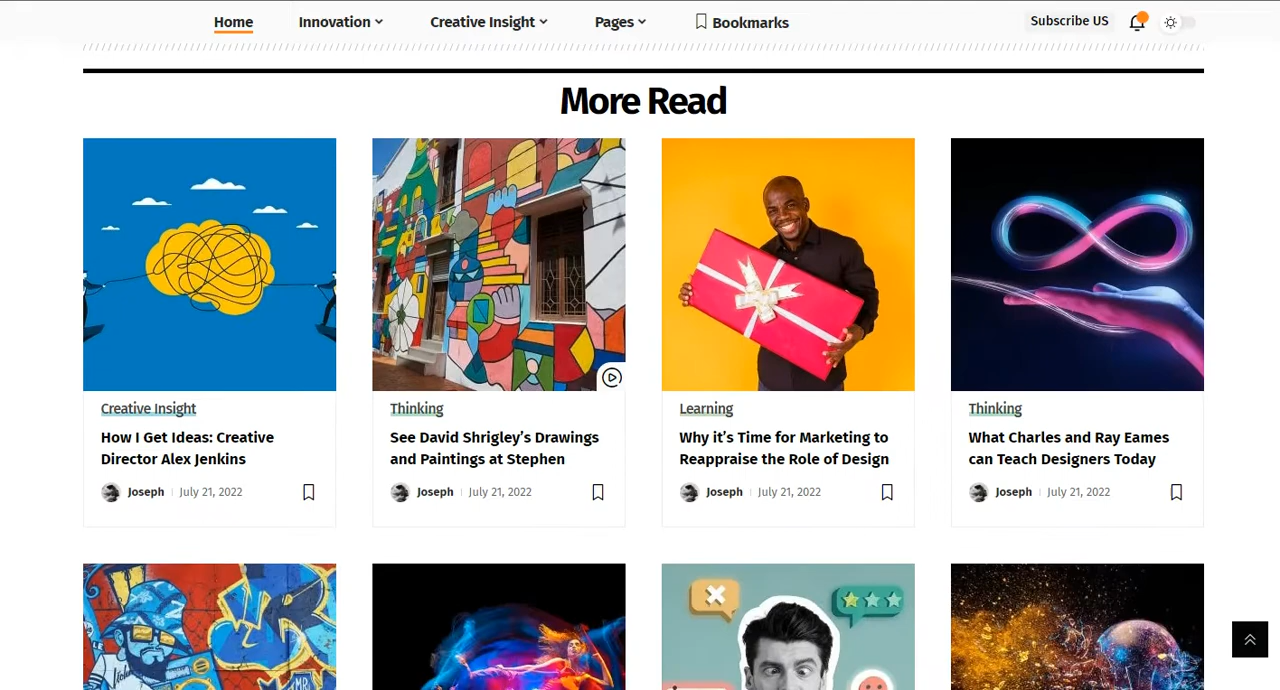 Home Innovation Creative Insight Pages Bookmarks Subscribe US
More Read
Creative Insight
How I Get Ideas: Creative
Director Alex Jenkins
Joseph July 21, 2022
Thinking
See David Shrigley’s Drawings
and Paintings at Stephen
Joseph July 21, 2022
Learning
Why it’s Time for Marketing to
Reappraise the Role of Design
Joseph July 21, 2022
Thinking
What Charles and Ray Eames
can Teach Designers Today
Joseph July 21, 2022